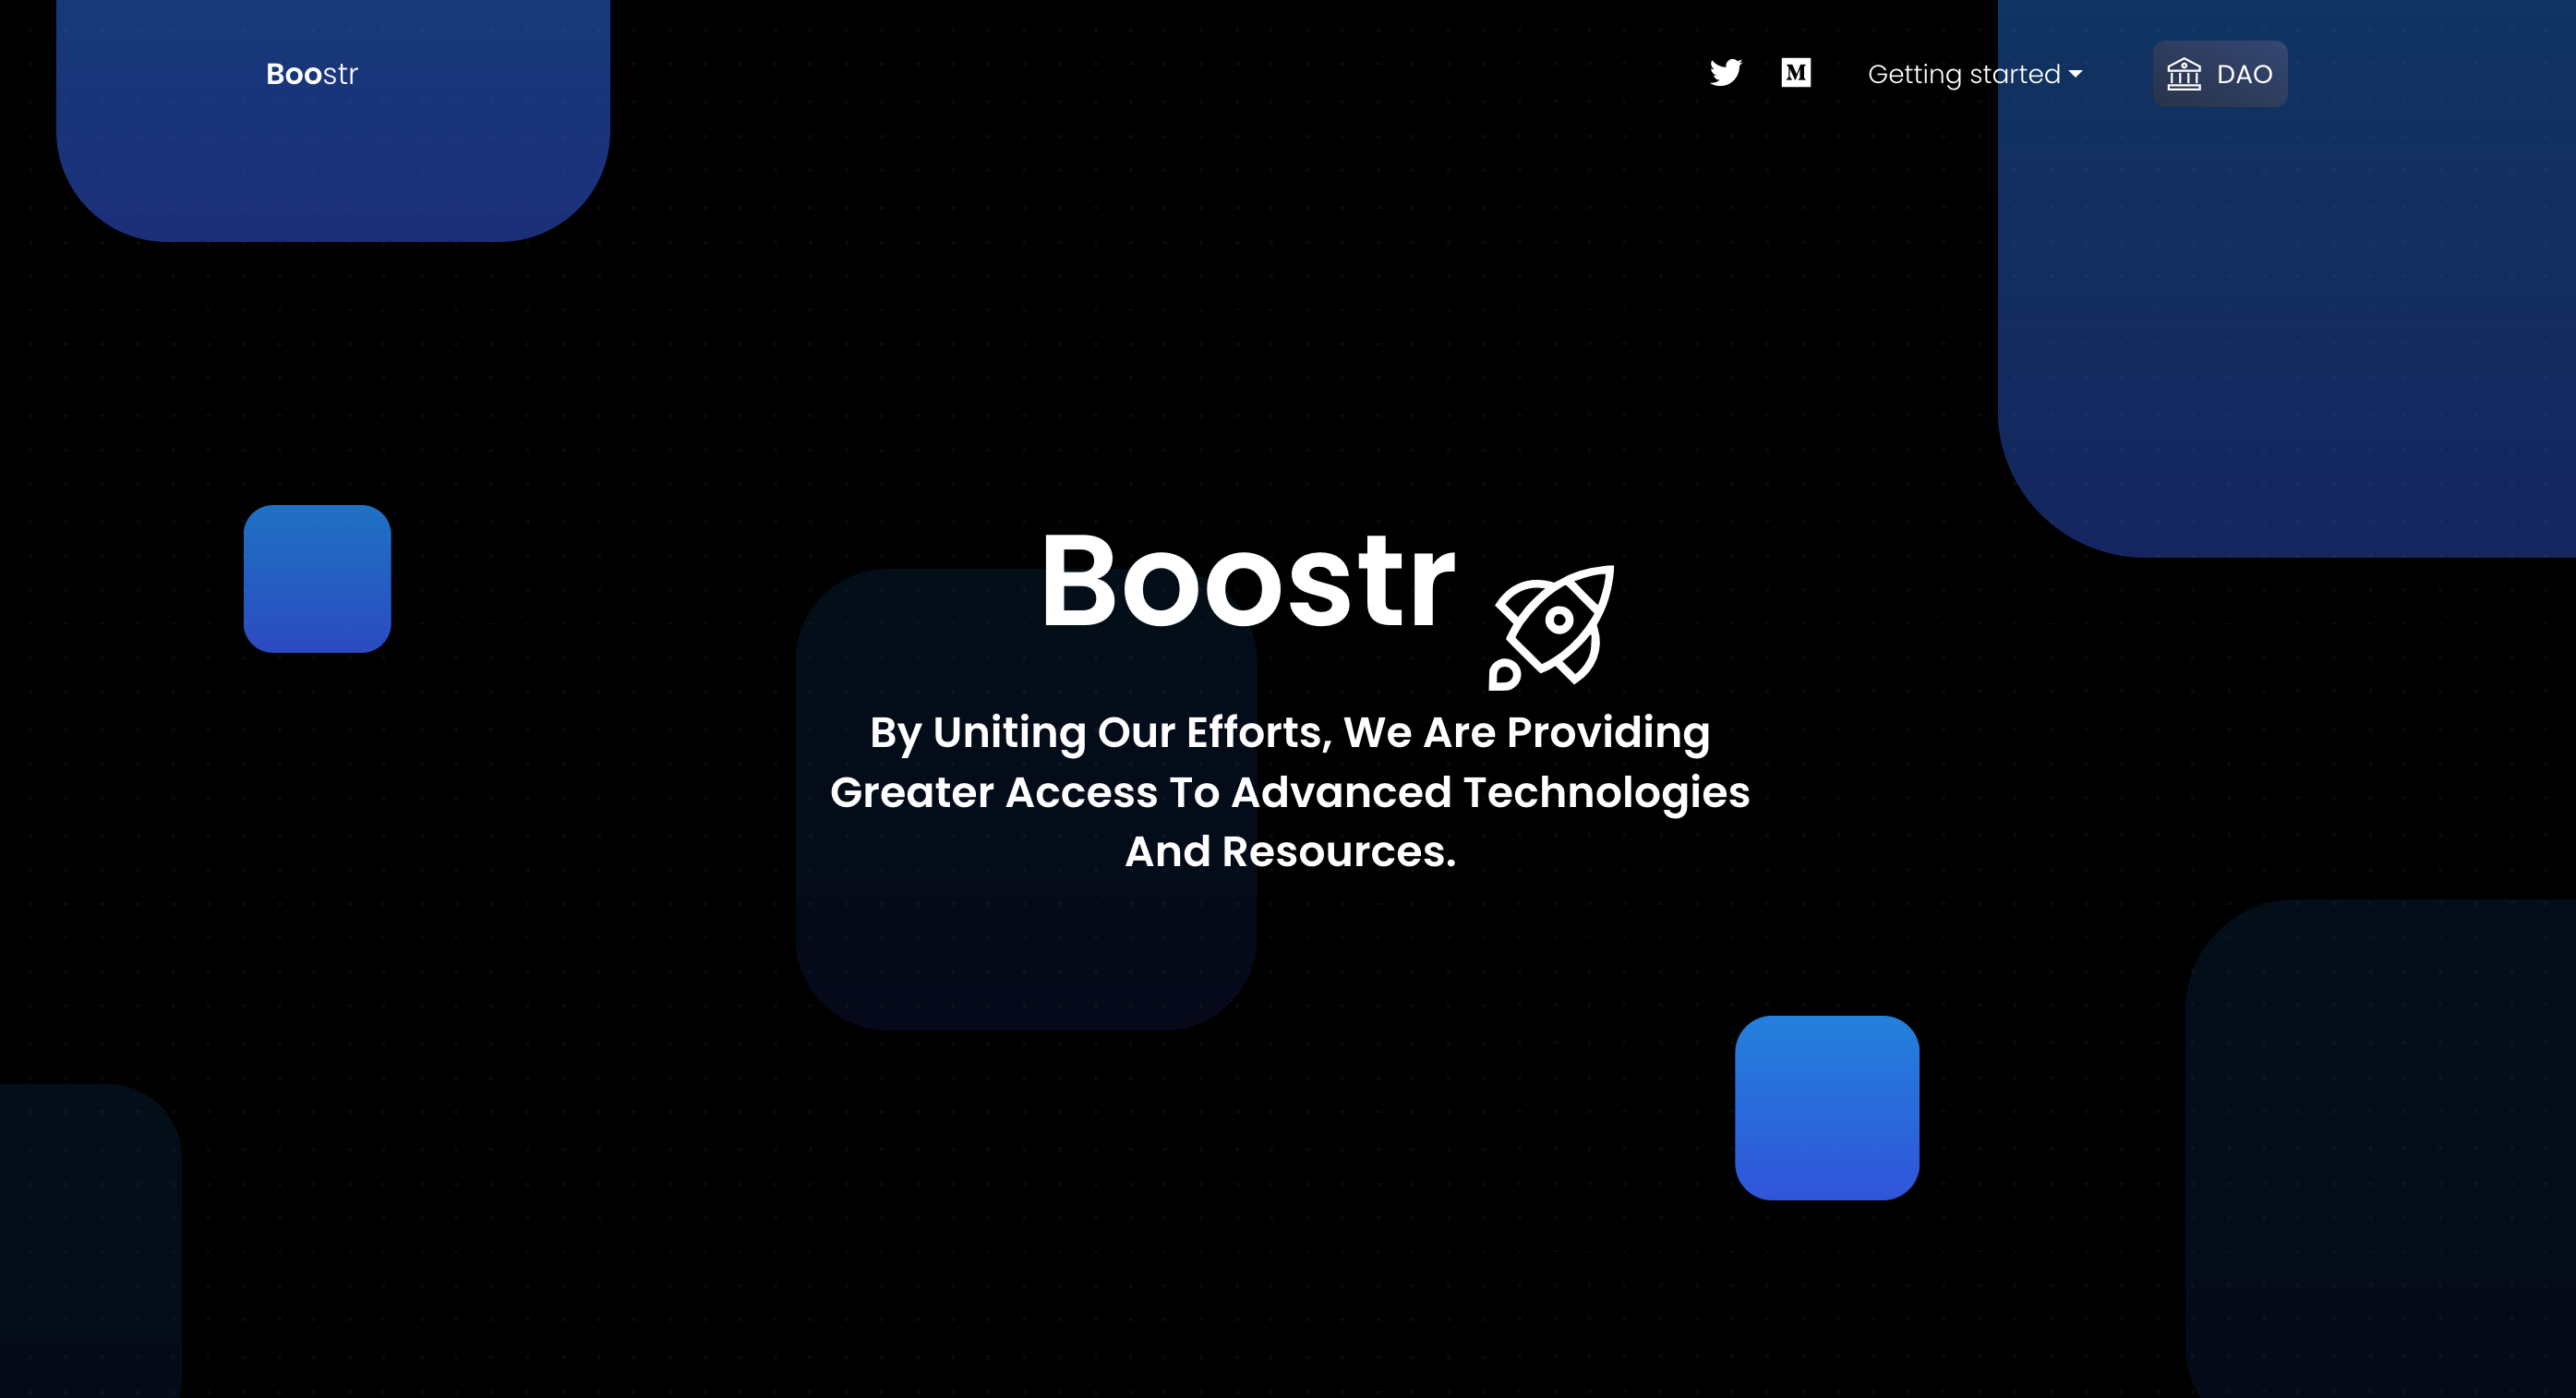 Boostr
Getting started
DAO
Boostr
By Uniting Our Efforts, We Are Providing
Greater Access To Advanced Technologies
And Resources.